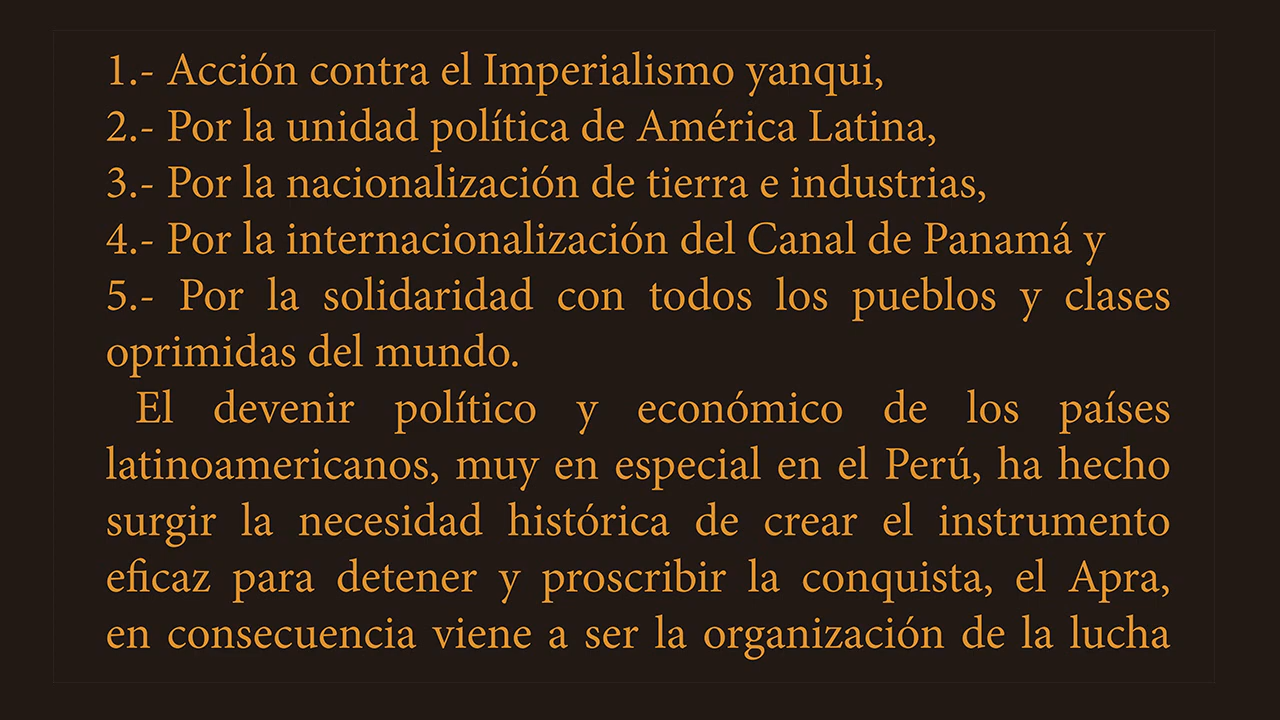 1.- Acción contra el Imperialismo yanqui,
2.- Por la unidad política de América Latina,
3.- Por la nacionalización de tierra e industrias,
4.- Por la internacionalización del Canal de Panamá y
5.- Por la solidaridad con todos los pueblos y clases
oprimidas del mundo.
El devenir político y económico de los países
latinoamericanos, muy en especial en el Perú, ha hecho
surgir la necesidad histórica de crear el instrumento
eficaz para detener y proscribir la conquista, el Apra,
en consecuencia viene a ser la organización de la lucha